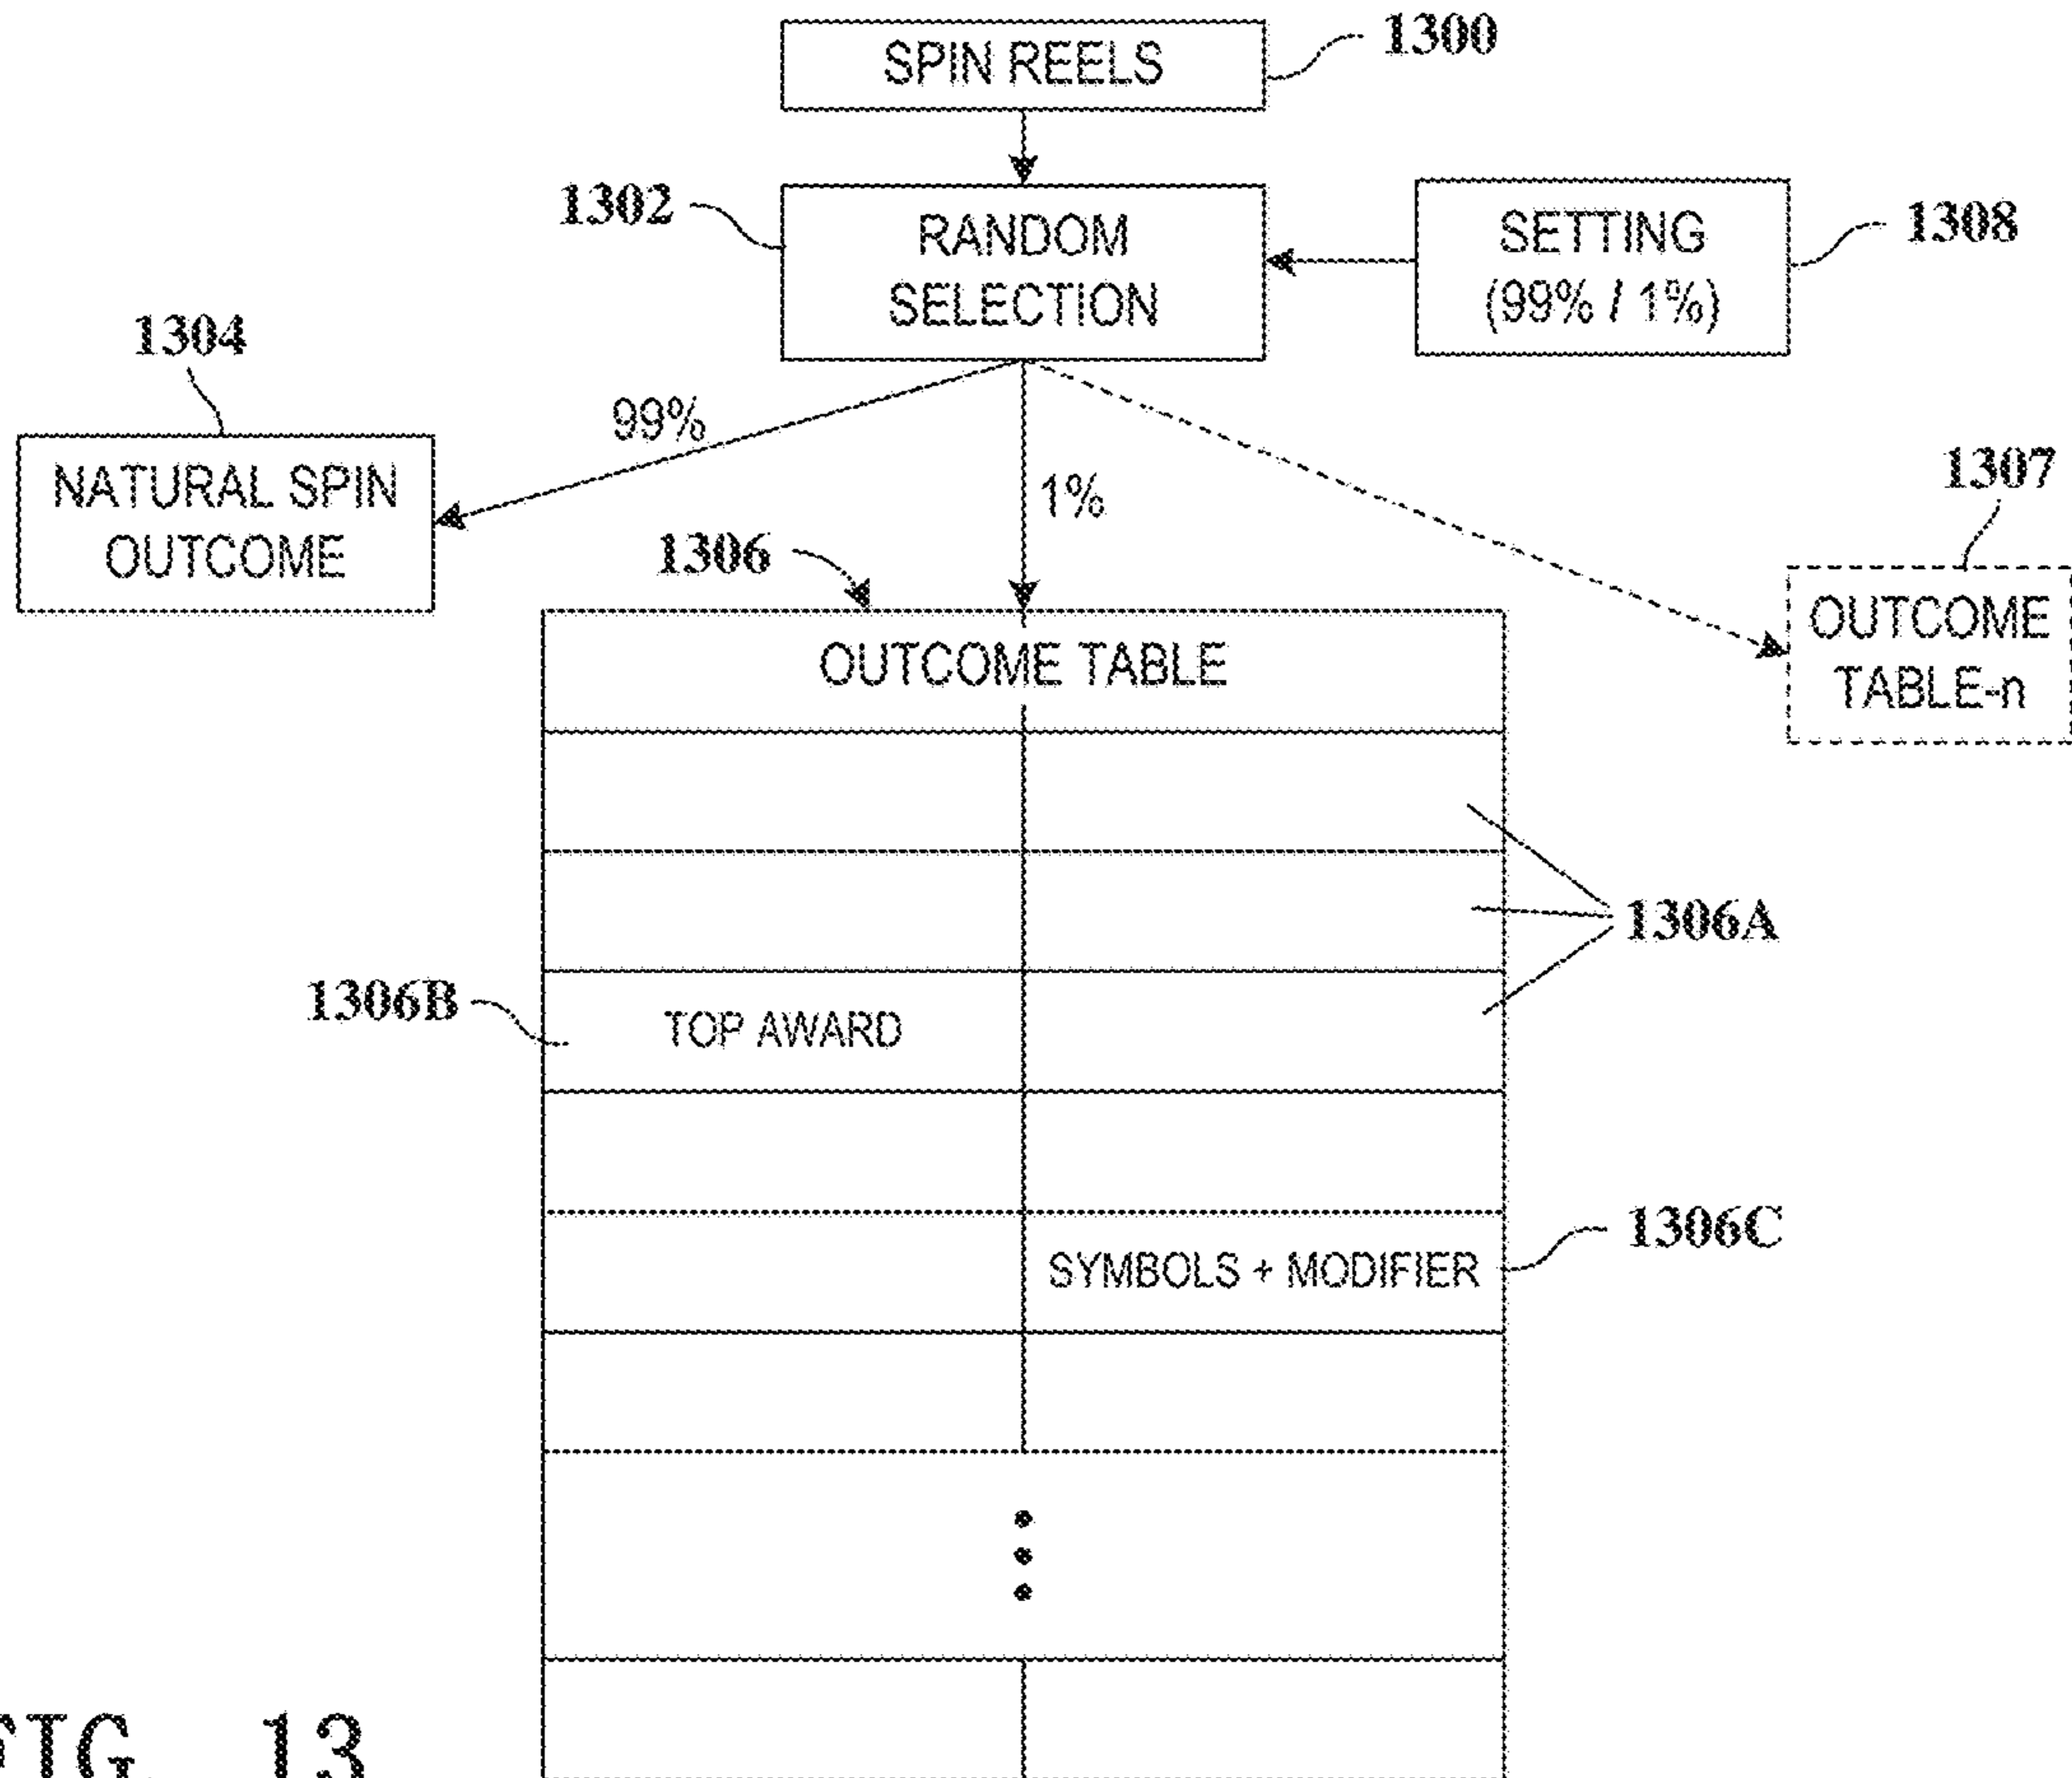 SPIN REELS
1300
1302
RANDOM
SELECTION
SETTING
(99% / 1%)
1308
1304
99%
1%
NATURAL SPIN
OUTCOME
1306
1307
OUTCOME
TABLE-n
OUTCOME TABLE
1306A
1306B
TOP AWARD
1306C
SYMBOLS + MODIFIER
FIG. 13